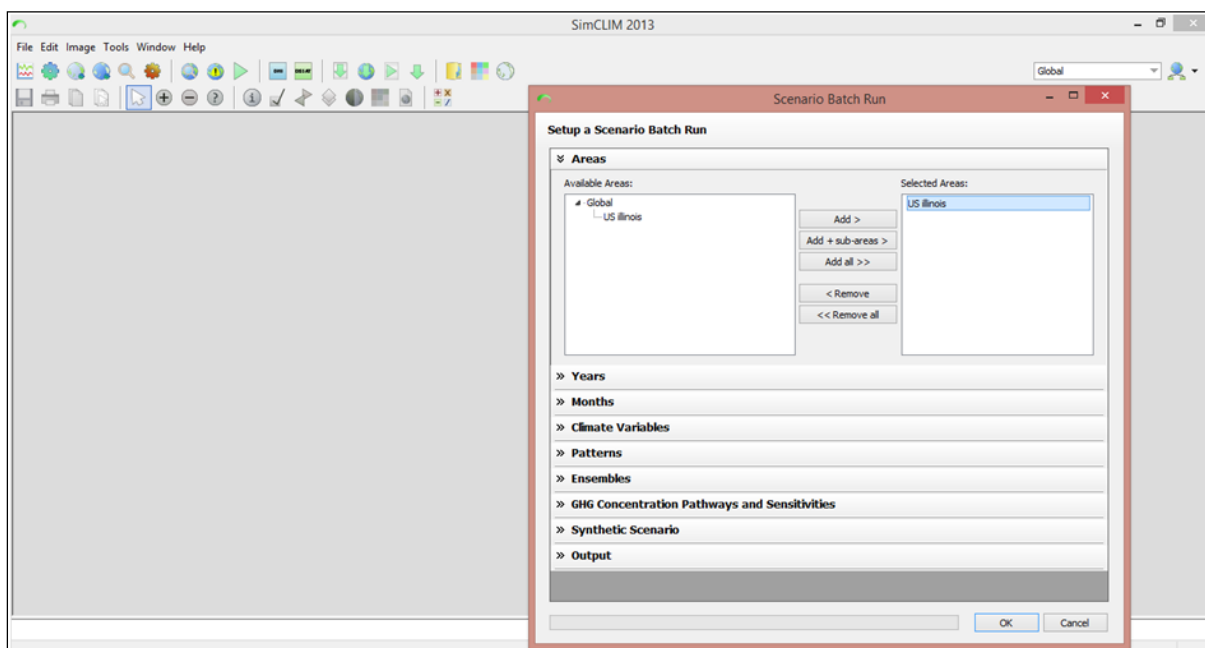 SimCLIM 2013
File Edit Image Tools Window Help
Global
Scenario Batch Run
Setup a Scenario Batch Run
Areas
Available Areas:
Selected Areas:
Global
US illinois
US illinois
Add >
Add + sub-areas >
Add all >>
< Remove
<< Remove all
Years
Months
Climate Variables
Patterns
Ensembles
GHG Concentration Pathways and Sensitivities
Synthetic Scenario
Output
OK
Cancel